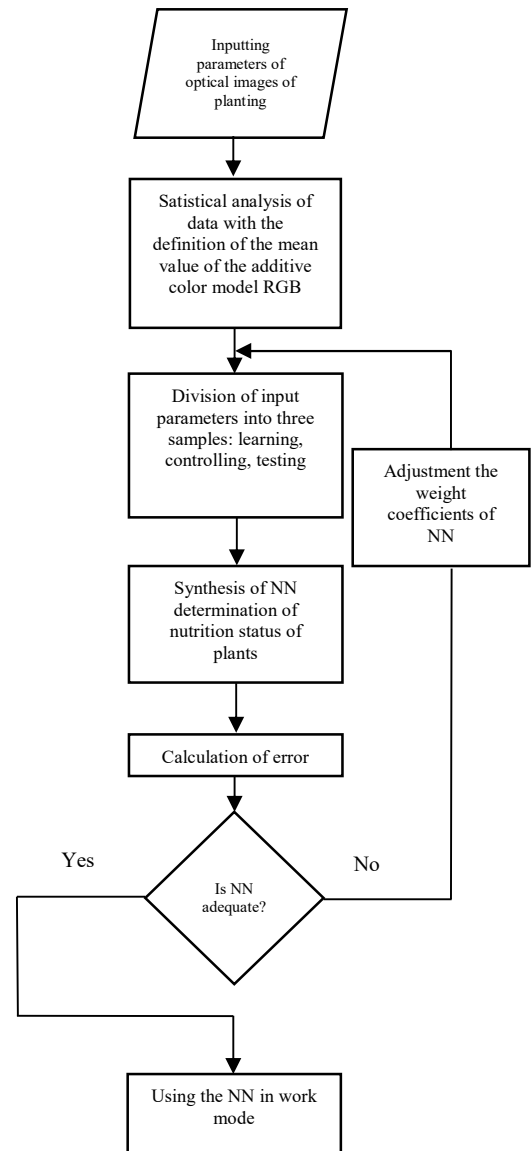 Inputting
parameters of
optical images of
planting
Satistical analysis of
data with the
definition of the mean
value of the additive
color model RGB
Division of input
parameters into three
samples: learning,
controlling, testing
Adjustment the
weight
coefficients of
NN
Synthesis of NN
determination of
nutrition status of
plants
Calculation of error
Yes
No
Is NN
adequate?
Using the NN in work
mode